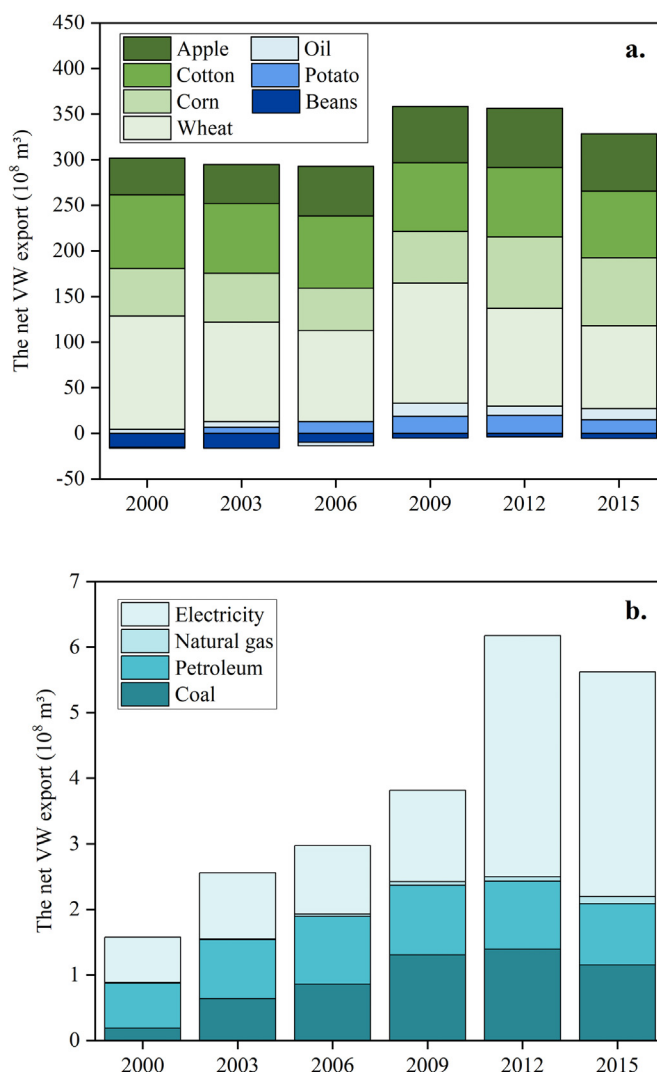 450
400
350
300
250
200
150
100
50
0
-50
The net VW export (10⁸ m³)
Apple
Cotton
Corn
Wheat
Oil
Potato
Beans
a.
2000 2003 2006 2009 2012 2015
7
6
5
4
3
2
1
0
The net VW export (10⁸ m³)
Electricity
Natural gas
Petroleum
Coal
b.
2000 2003 2006 2009 2012 2015